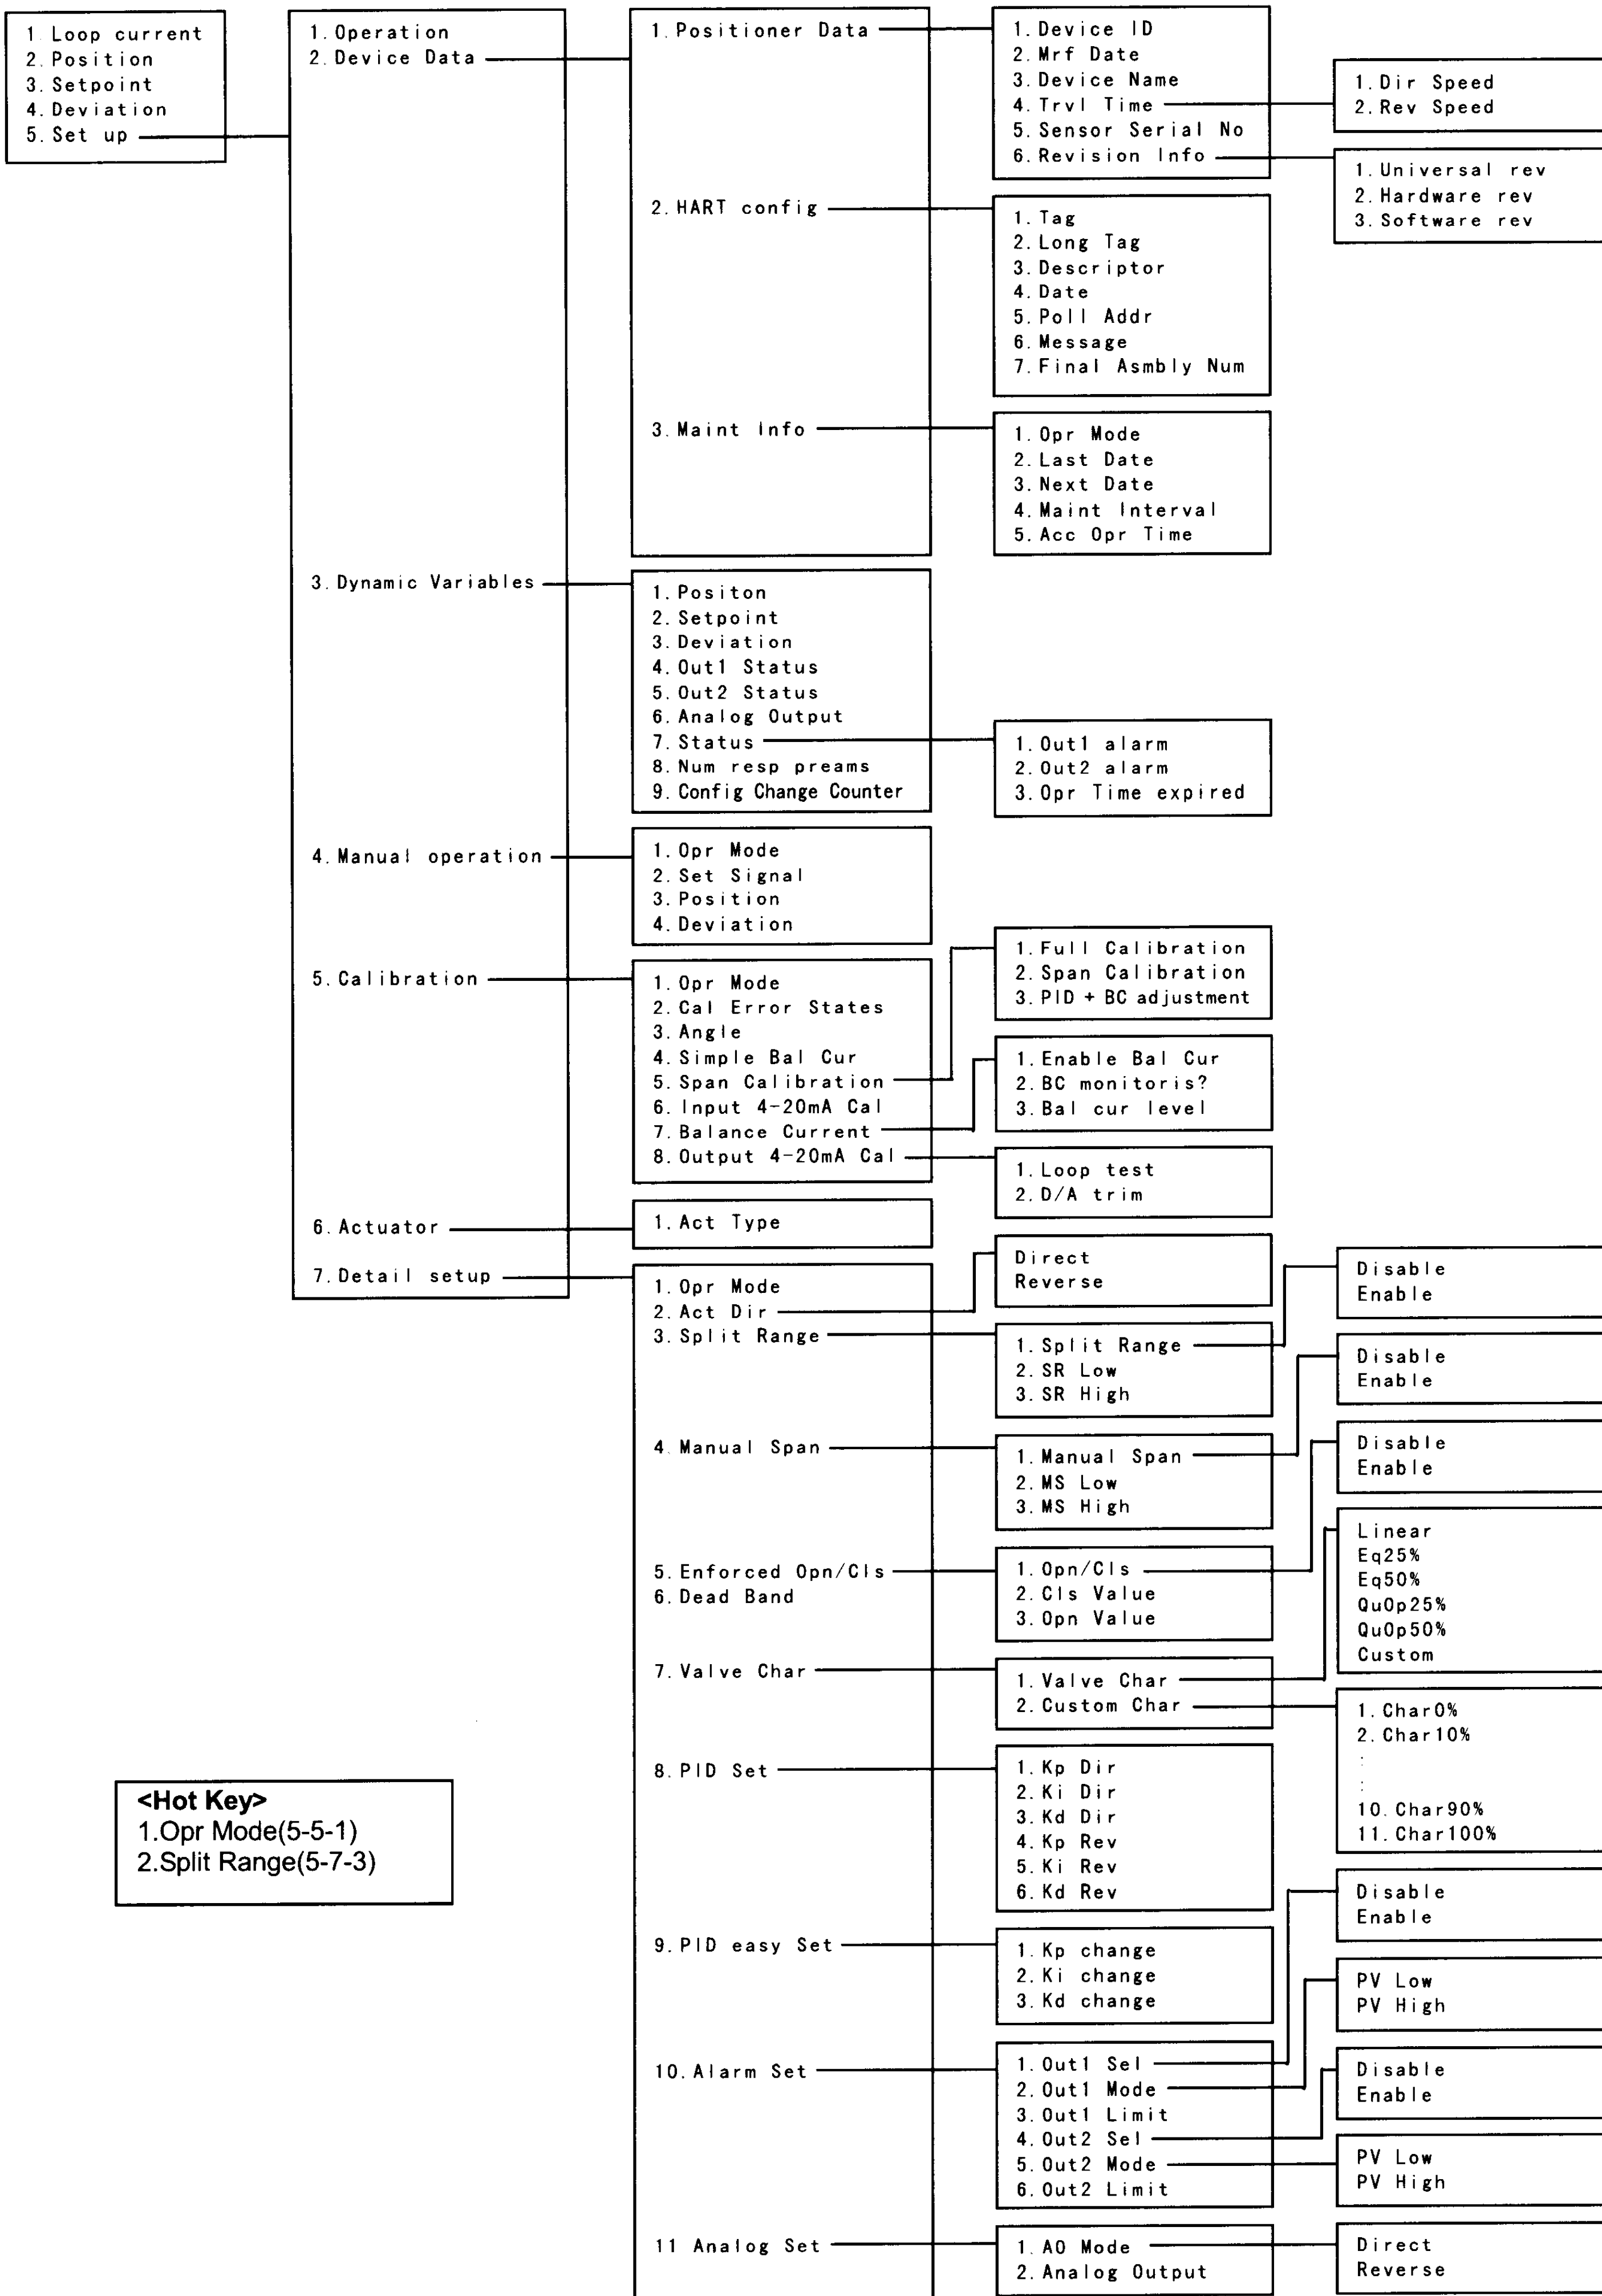 1. Loop current
2. Position
3. Setpoint
4. Deviation
5. Set up
1. Operation
2. Device Data
3. Dynamic Variables
4. Manual operation
5. Calibration
6. Actuator
7. Detail setup
1. Positioner Data
2. HART config
3. Maint Info
1. Device ID
2. Mrf Date
3. Device Name
4. Trvl Time
5. Sensor Serial No
6. Revision Info
1. Dir Speed
2. Rev Speed
1. Universal rev
2. Hardware rev
3. Software rev
1. Tag
2. Long Tag
3. Descriptor
4. Date
5. Poll Addr
6. Message
7. Final Asmbly Num
1. Opr Mode
2. Last Date
3. Next Date
4. Maint Interval
5. Acc Opr Time
1. Positon
2. Setpoint
3. Deviation
4. Out1 Status
5. Out2 Status
6. Analog Output
7. Status
8. Num resp preams
9. Config Change Counter
1. Out1 alarm
2. Out2 alarm
3. Opr Time expired
1. Opr Mode
2. Set Signal
3. Position
4. Deviation
1. Opr Mode
2. Cal Error States
3. Angle
4. Simple Bal Cur
5. Span Calibration
6. Input 4-20mA Cal
7. Balance Current
8. Output 4-20mA Cal
1. Full Calibration
2. Span Calibration
3. PID + BC adjustment
1. Enable Bal Cur
2. BC monitoris?
3. Bal cur level
1. Loop test
2. D/A trim
1. Act Type
1. Opr Mode
2. Act Dir
3. Split Range
4. Manual Span
5. Enforced Opn/Cls
6. Dead Band
7. Valve Char
8. PID Set
9. PID easy Set
10. Alarm Set
11 Analog Set
Direct
Reverse
1. Split Range
2. SR Low
3. SR High
Disable
Enable
1. Manual Span
2. MS Low
3. MS High
Disable
Enable
1. Opn/Cls
2. Cls Value
3. Opn Value
Disable
Enable
1. Valve Char
2. Custom Char
Linear
Eq25%
Eq50%
QuOp25%
QuOp50%
Custom
1. Char0%
2. Char10%
:
:
10. Char90%
11. Char100%
1. Kp Dir
2. Ki Dir
3. Kd Dir
4. Kp Rev
5. Ki Rev
6. Kd Rev
1. Kp change
2. Ki change
3. Kd change
1. Out1 Sel
2. Out1 Mode
3. Out1 Limit
4. Out2 Sel
5. Out2 Mode
6. Out2 Limit
Disable
Enable
PV Low
PV High
Disable
Enable
PV Low
PV High
1. AO Mode
2. Analog Output
Direct
Reverse
<Hot Key>
1.Opr Mode(5-5-1)
2.Split Range(5-7-3)